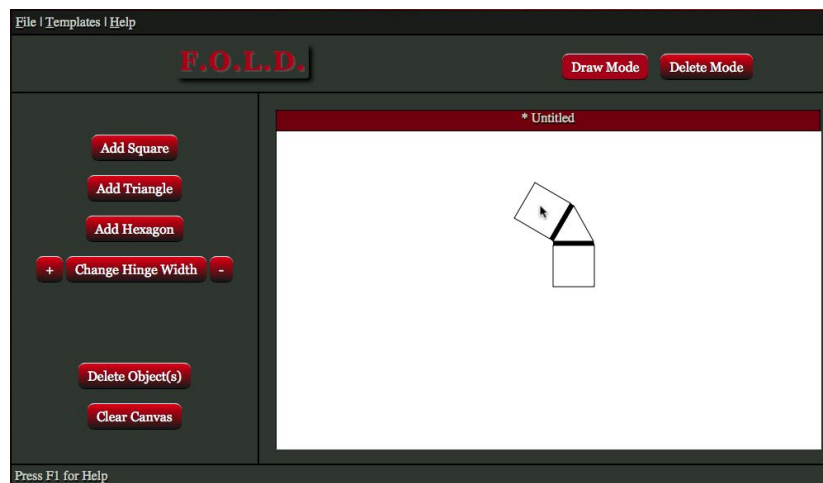 File | Templates | Help
F.O.L.D.
Draw Mode
Delete Mode
* Untitled
Add Square
Add Triangle
Add Hexagon
+ Change Hinge Width -
Delete Object(s)
Clear Canvas
Press F1 for Help